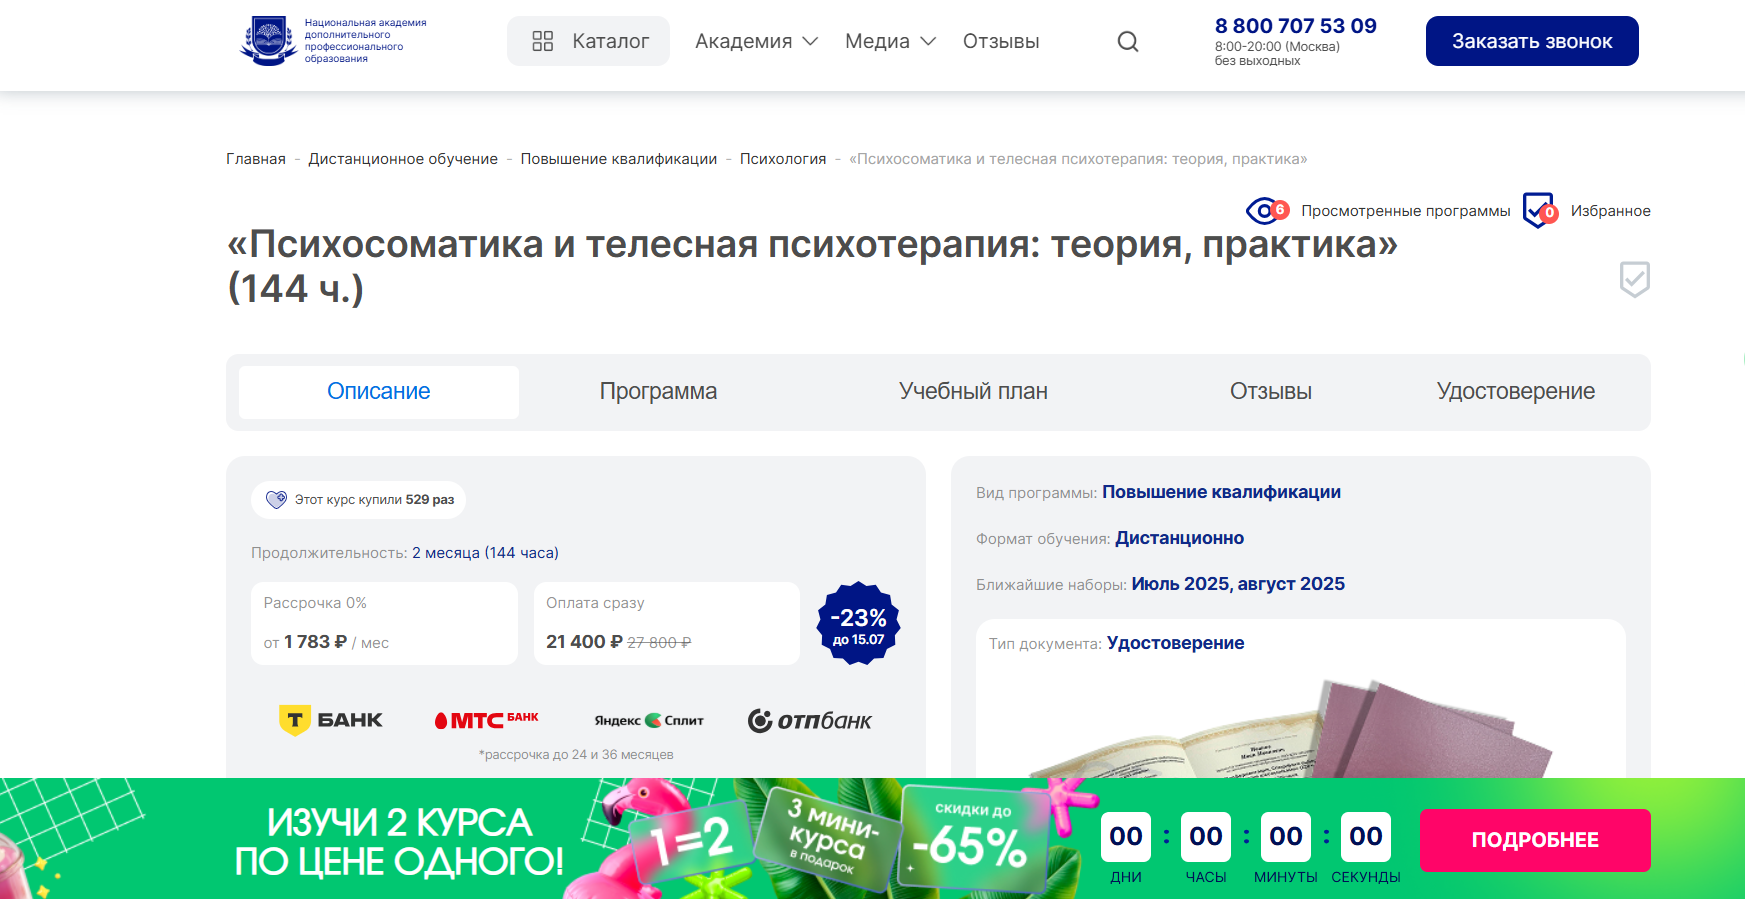 Национальная академия
дополнительного
профессионального
образования
Каталог
Академия
Медиа
Отзывы
8 800 707 53 09
8:00-20:00 (Москва)
без выходных
Заказать звонок
Главная - Дистанционное обучение - Повышение квалификации - Психология - «Психосоматика и телесная психотерапия: теория, практика»
6 Просмотренные программы
0 Избранное
«Психосоматика и телесная психотерапия: теория, практика»
(144 ч.)
Описание
Программа
Учебный план
Отзывы
Удостоверение
Этот курс купили 529 раз
Продолжительность: 2 месяца (144 часа)
Рассрочка 0%
от 1 783 ₽ / мес
Оплата сразу
21 400 ₽ 27 800 ₽
-23%
до 15.07
Т БАНК
МТС БАНК
Яндекс Сплит
отпбанк
*рассрочка до 24 и 36 месяцев
Вид программы: Повышение квалификации
Формат обучения: Дистанционно
Ближайшие наборы: Июль 2025, август 2025
Тип документа: Удостоверение
ИЗУЧИ 2 КУРСА
ПО ЦЕНЕ ОДНОГО!
1=2
3 МИНИ-
КУРСА
в подарок
СКИДКИ ДО
-65%
00 : 00 : 00 : 00
ДНИ ЧАСЫ МИНУТЫ СЕКУНДЫ
ПОДРОБНЕЕ